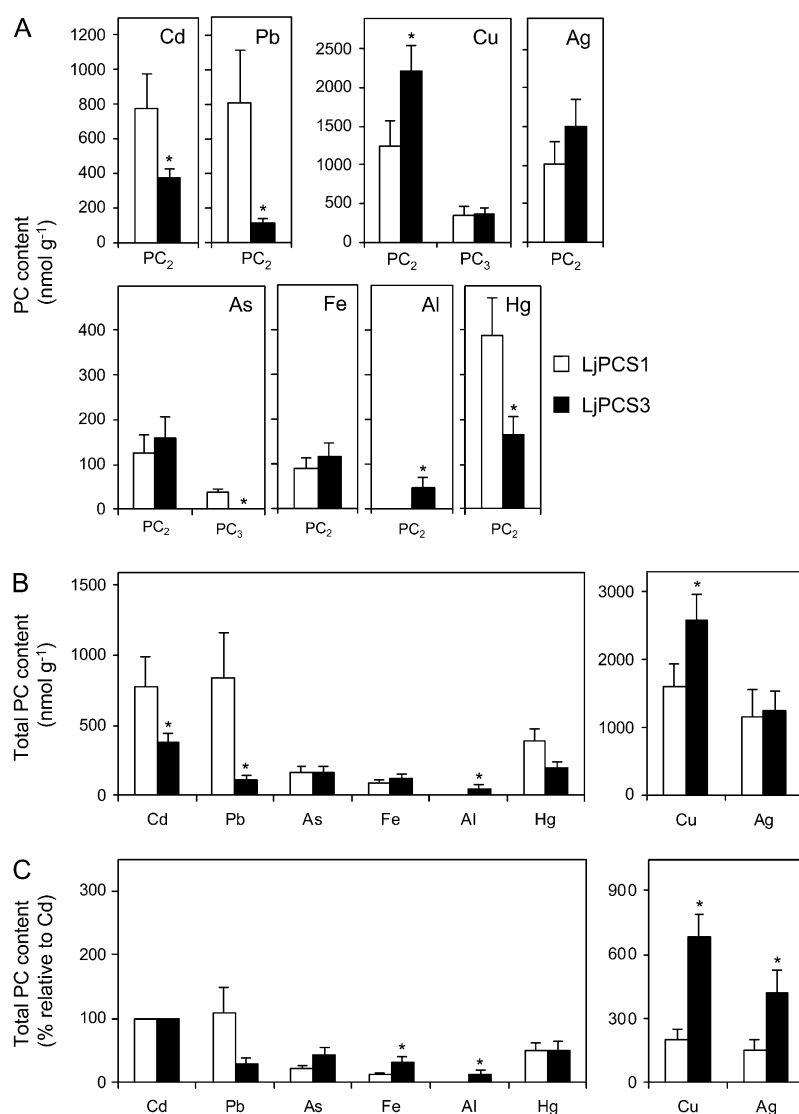 A
Cd Pb Cu Ag
1200
1000
800
600
400
200
0
2500
2000
1500
1000
500
0
PC₂ PC₂ PC₂ PC₃ PC₂
* * *
PC content
(nmol g⁻¹)
As Fe Al Hg
400
300
200
100
0
* * *
PC₂ PC₃ PC₂ PC₂ PC₂
LjPCS1
LjPCS3
B
Total PC content
(nmol g⁻¹)
1500
1000
500
0
* * *
Cd Pb As Fe Al Hg
3000
2000
1000
0
*
Cu Ag
C
Total PC content
(% relative to Cd)
300
200
100
0
* *
Cd Pb As Fe Al Hg
900
600
300
0
* *
Cu Ag